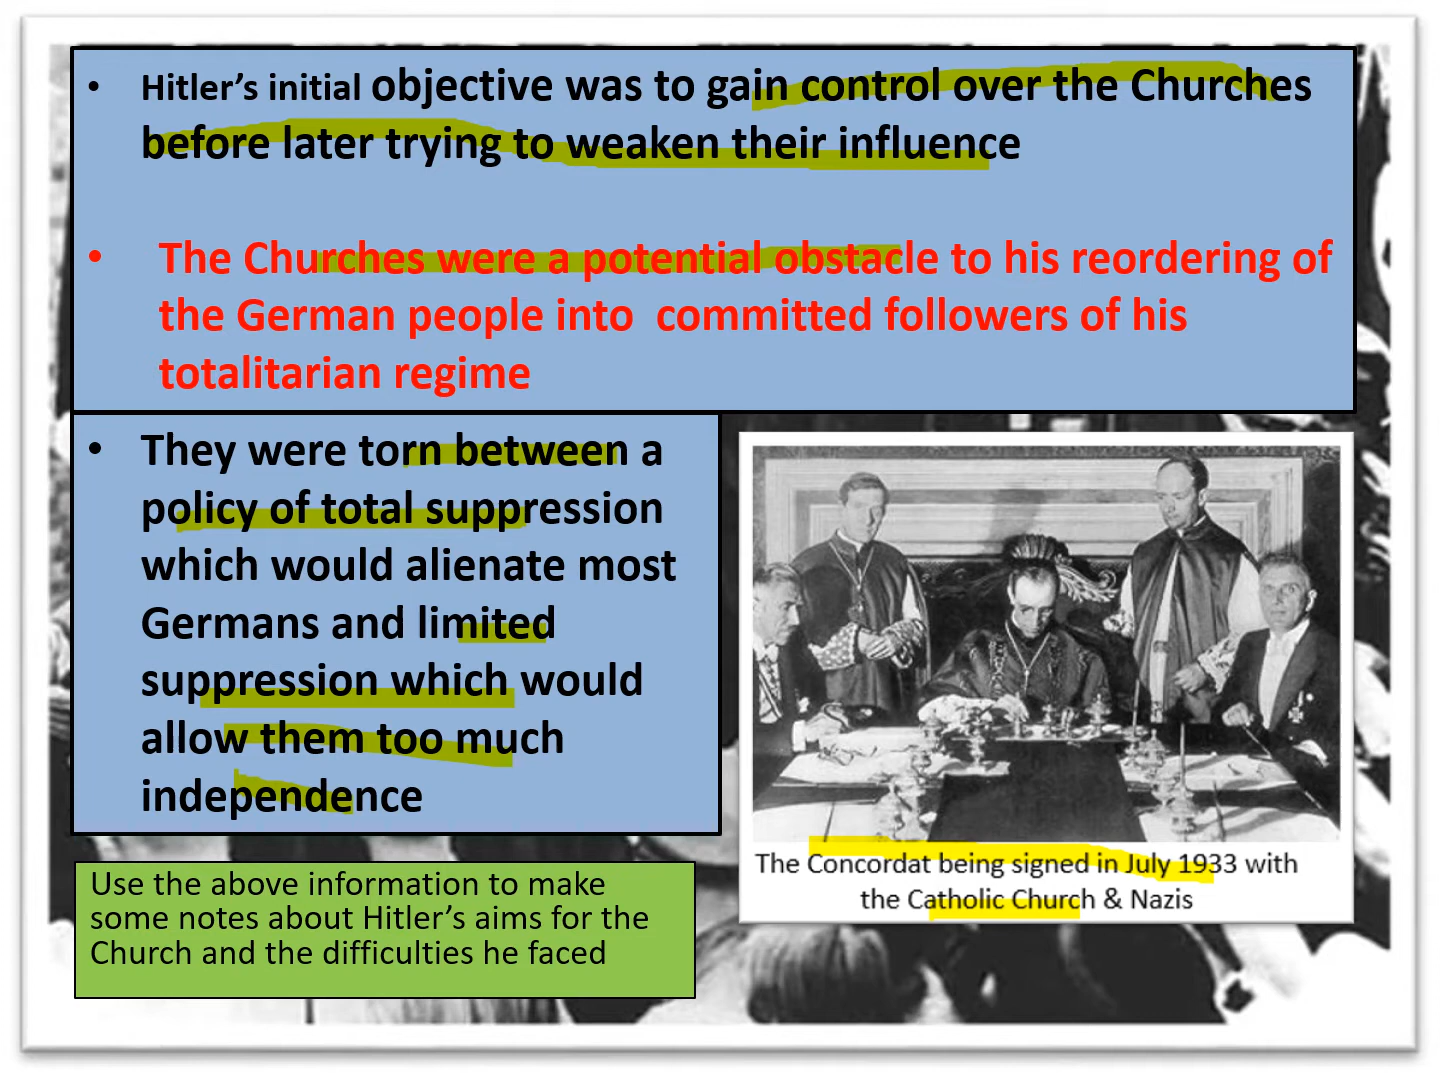 • Hitler’s initial objective was to gain control over the Churches
before later trying to weaken their influence
• The Churches were a potential obstacle to his reordering of
the German people into  committed followers of his
totalitarian regime
• They were torn between a
policy of total suppression
which would alienate most
Germans and limited
suppression which would
allow them too much
independence
Use the above information to make
some notes about Hitler’s aims for the
Church and the difficulties he faced
The Concordat being signed in July 1933 with
the Catholic Church & Nazis